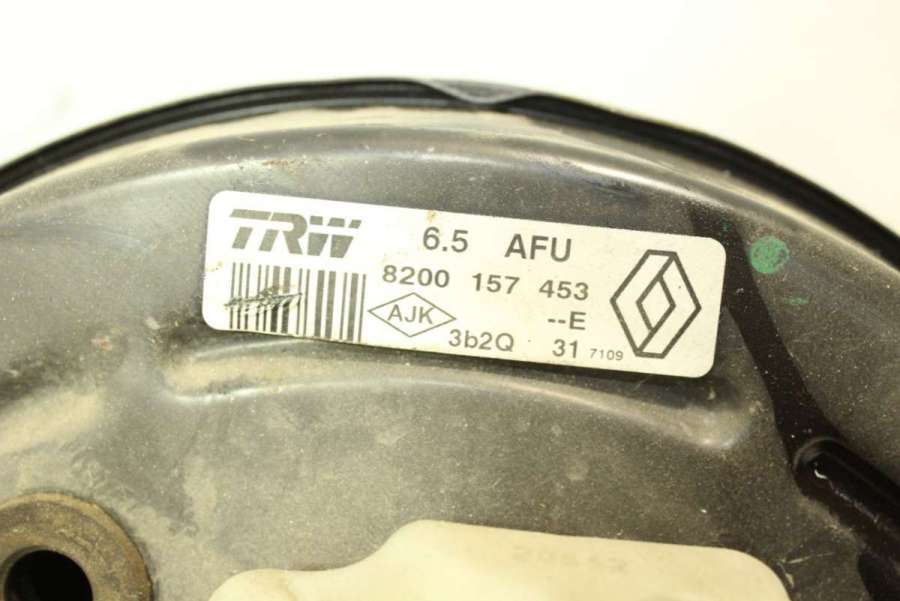 TRW 6.5 AFU
8200 157 453
AJK --E
3b2Q 31 7109